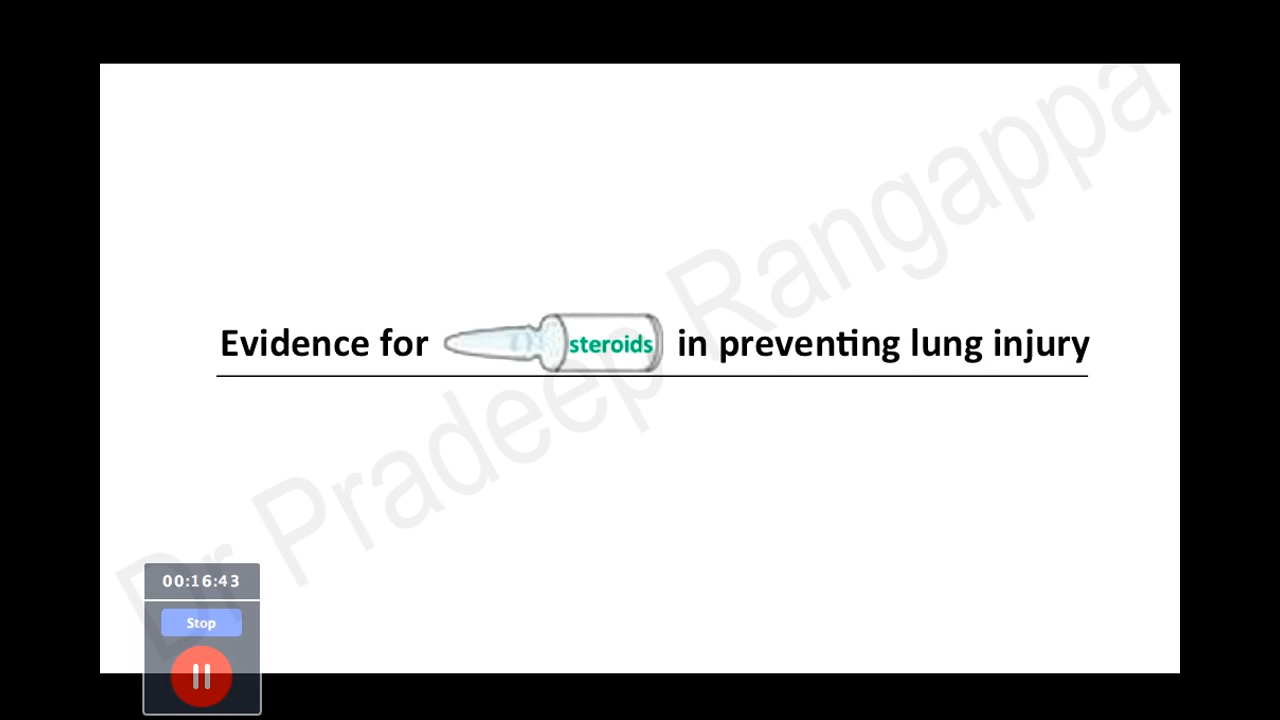 Evidence for steroids in preventing lung injury
Dr Pradeep Rangappa
00:16:43
Stop